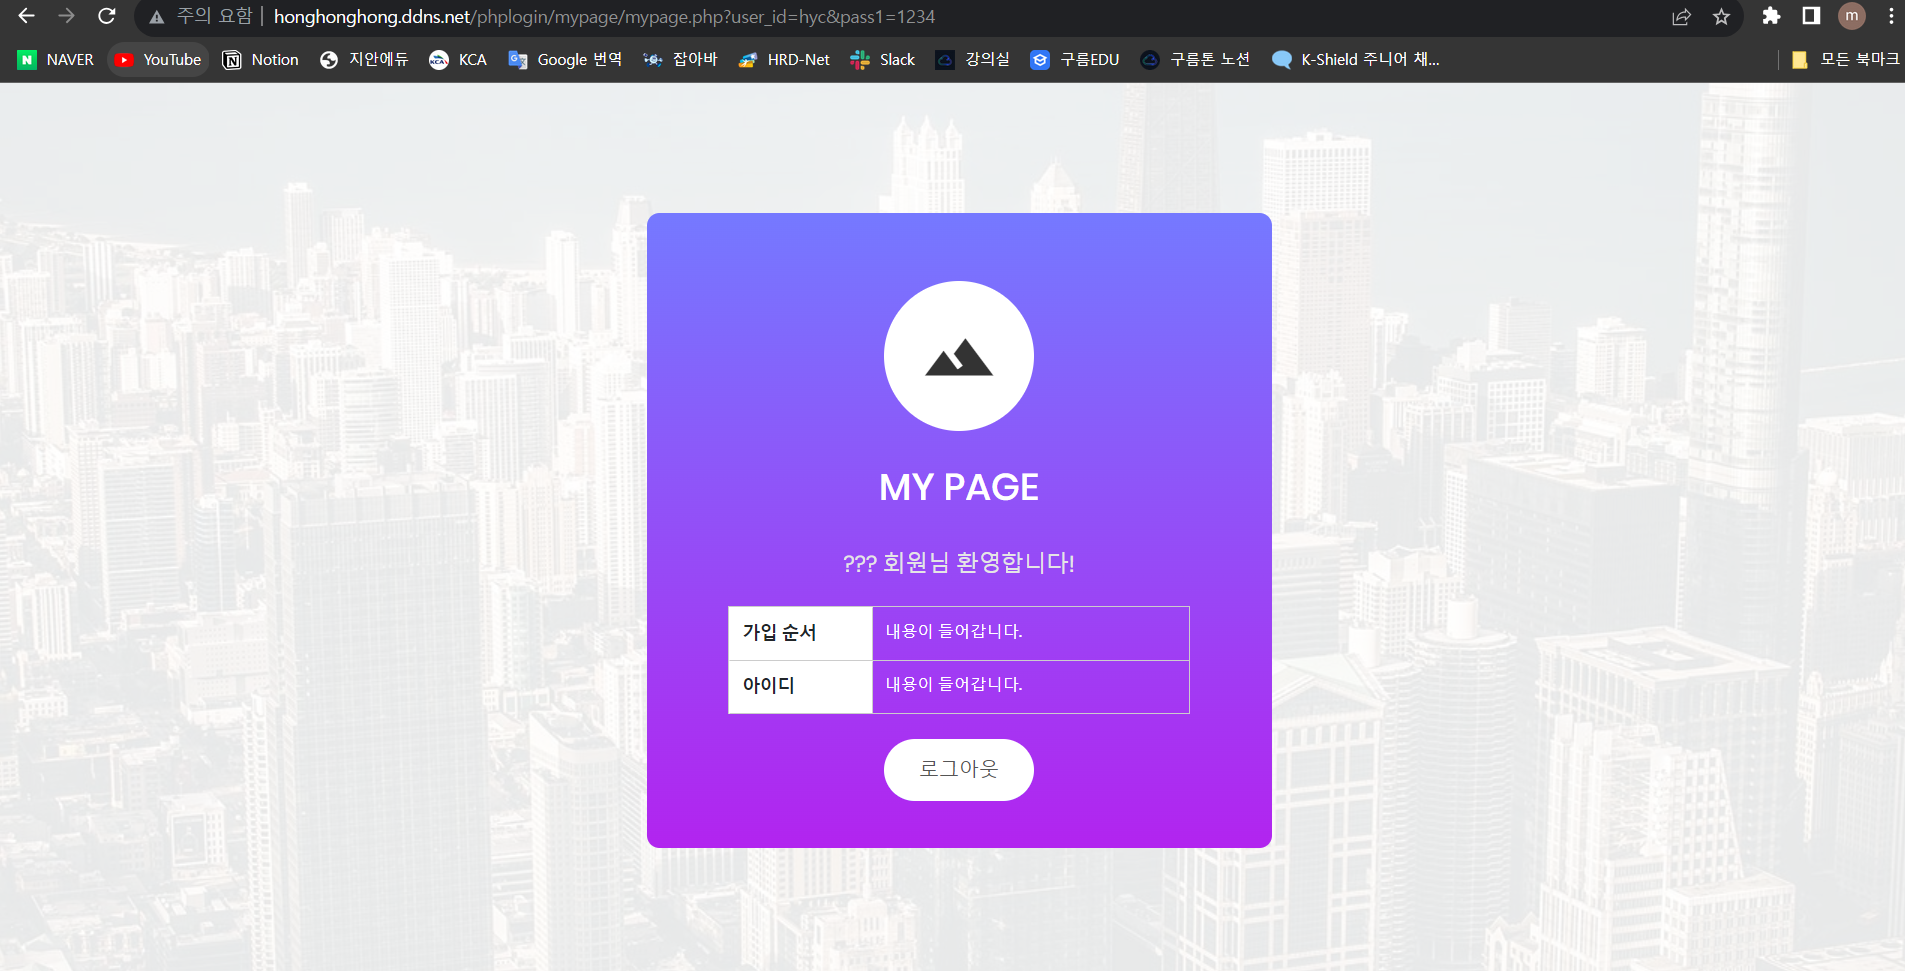 주의 요함 honghonghong.ddns.net/phplogin/mypage/mypage.php?user_id=hyc&pass1=1234 m
NAVER YouTube Notion 지안에듀 KCA Google 번역 잡아바 HRD-Net Slack 강의실 구름EDU 구름톤 노션 K-Shield 주니어 채... 모든 북마크
MY PAGE
??? 회원님 환영합니다!
가입 순서 내용이 들어갑니다.
아이디 내용이 들어갑니다.
로그아웃